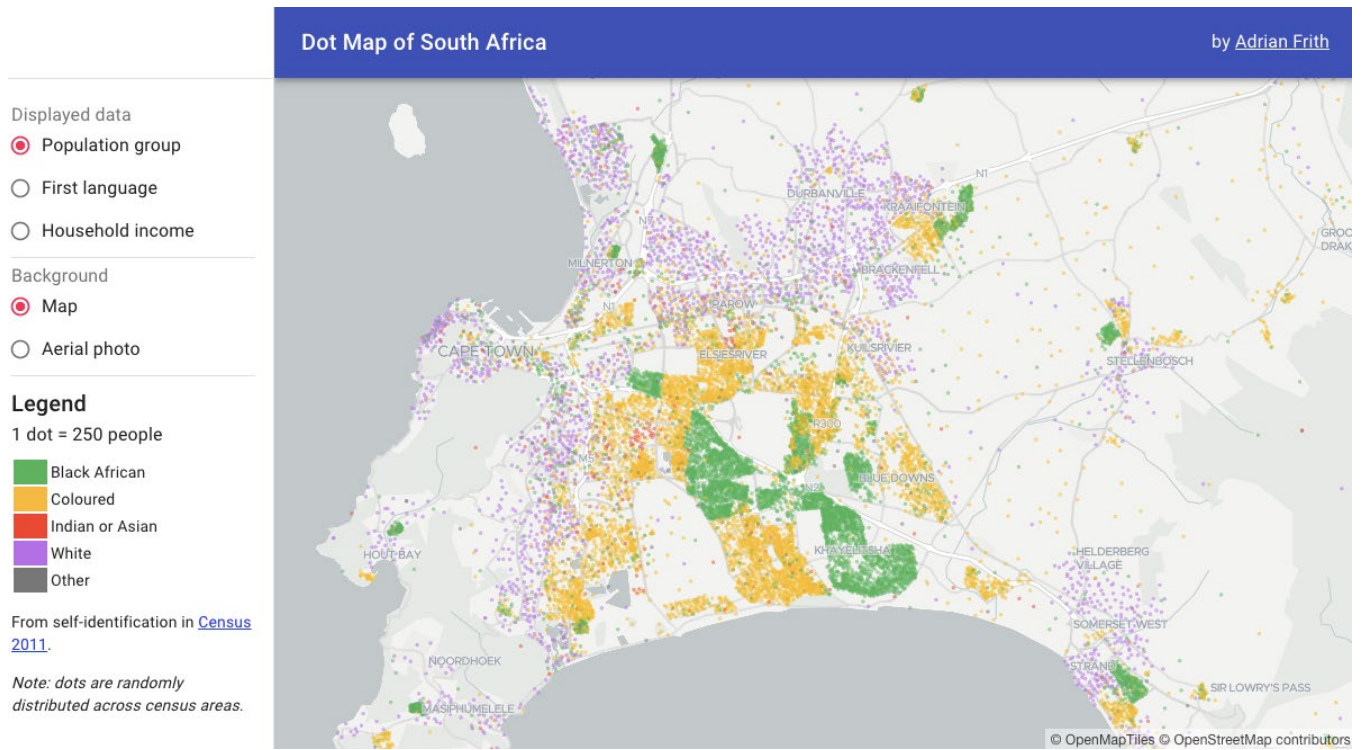 Dot Map of South Africa
by Adrian Frith
Displayed data
Population group
First language
Household income
Background
Map
Aerial photo
Legend
1 dot = 250 people
Black African
Coloured
Indian or Asian
White
Other
From self-identification in Census
2011.
Note: dots are randomly
distributed across census areas.
N1
DURBANVILLE
KRAAIFONTEIN
N7
GROO
DRAK
MILNERTON
BRACKENFELL
N1
PAROW
CAPE TOWN
ELSIESRIVER
KUILSRIVIER
STELLENBOSCH
R300
M5
BLUE DOWNS
N2
HOUT BAY
KHAYELITSHA
HELDERBERG
VILLAGE
SOMERSET WEST
NOORDHOEK
STRAND
SIR LOWRY'S PASS
MASIPHUMELELE
© OpenMapTiles © OpenStreetMap contributors